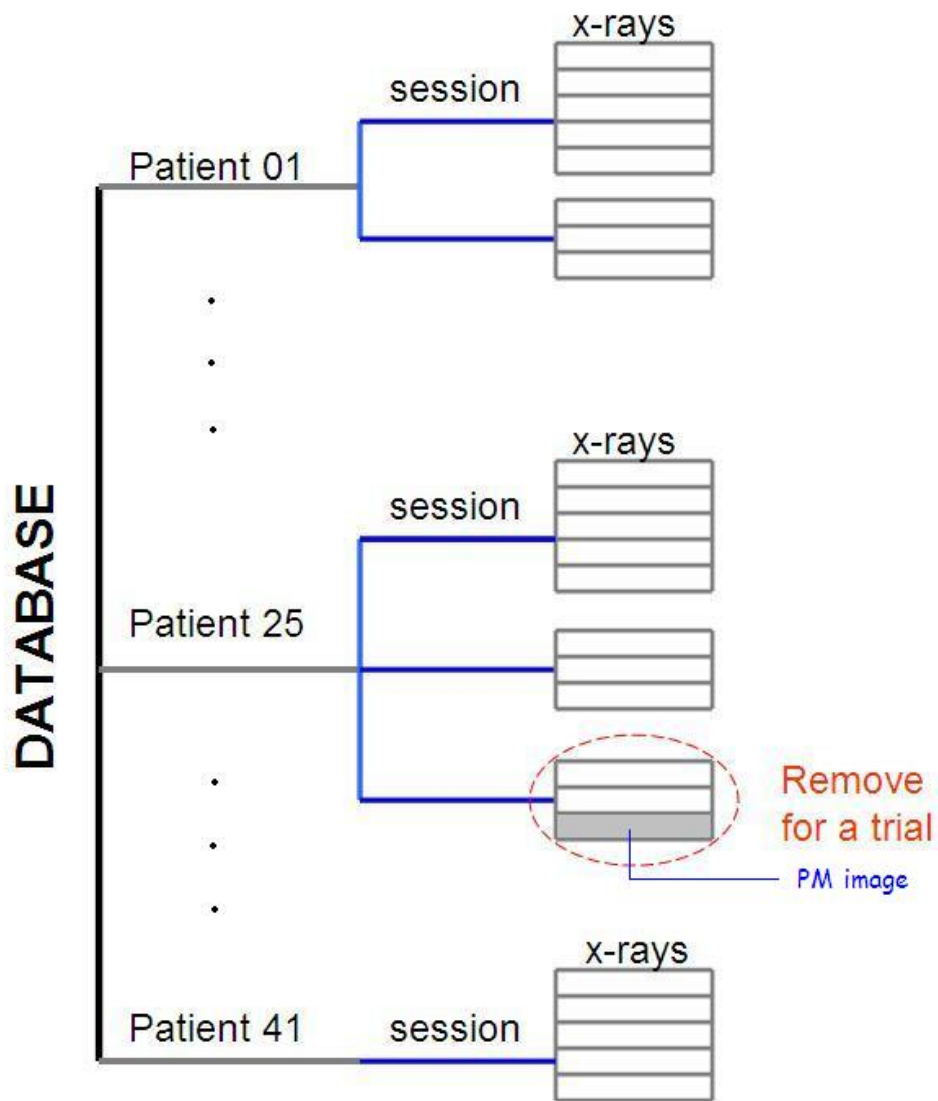 x-rays
session
Patient 01
x-rays
session
DATABASE
Patient 25
Remove
for a trial
PM image
x-rays
Patient 41
session